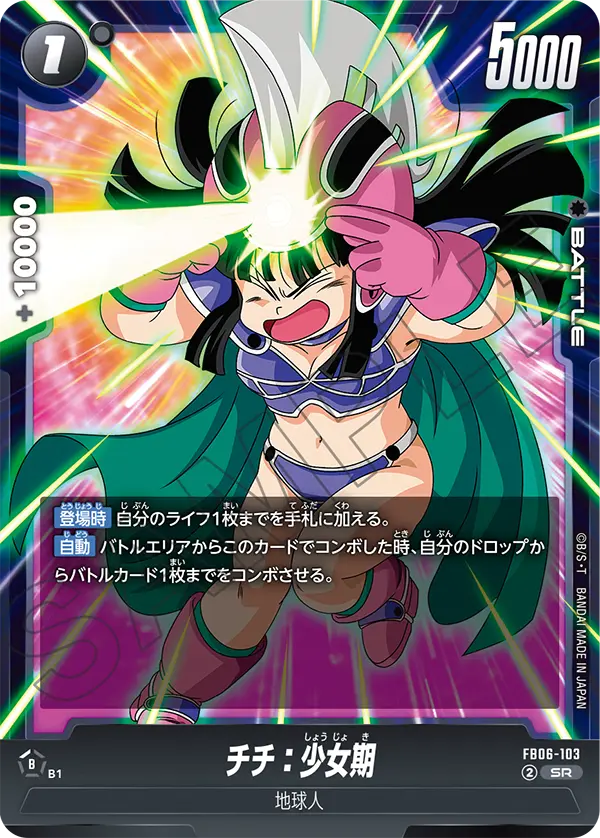 1
5000
+10000
BATTLE
登場時 自分のライフ1枚までを手札に加える。
自動 バトルエリアからこのカードでコンボした時、自分のドロップか
らバトルカード1枚までをコンボさせる。
©B/S・T BANDAI MADE IN JAPAN
SAMPLE
B
B1
チチ：少女期
FB06-103
2 SR
地球人